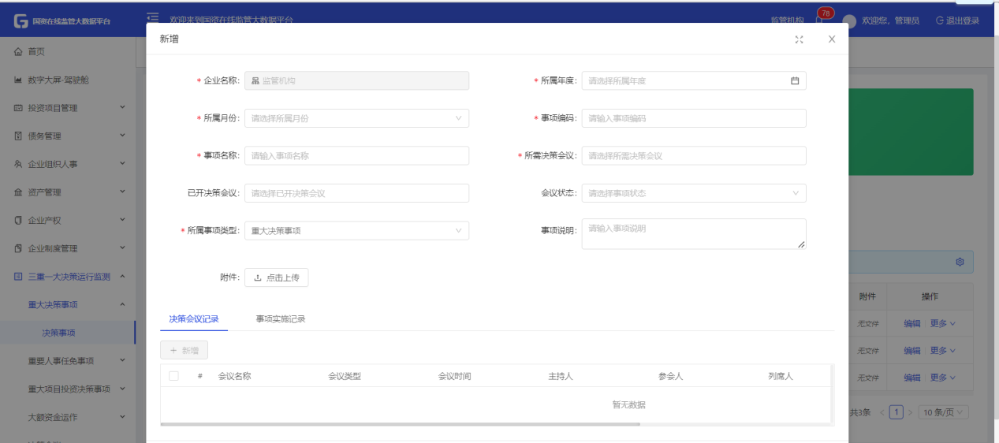 国资在线监管大数据平台
欢迎来到国资在线监管大数据平台
监管机构
78
欢迎您，管理员
退出登录
首页
数字大屏-驾驶舱
投资项目管理
债务管理
企业组织人事
资产管理
企业产权
企业制度管理
三重一大决策运行监测
重大决策事项
决策事项
重要人事任免事项
重大项目投资决策事项
大额资金运作
新增
* 企业名称： 监管机构
* 所属年度： 请选择所属年度
* 所属月份： 请选择所属月份
* 事项编码： 请输入事项编码
* 事项名称： 请输入事项名称
* 所需决策会议： 请选择所需决策会议
已开决策会议： 请选择已开决策会议
会议状态： 请选择事项状态
* 所属事项类型： 重大决策事项
事项说明： 请输入事项说明
附件： 点击上传
决策会议记录 事项实施记录
+ 新增
# 会议名称 会议类型 会议时间 主持人 参会人 列席人
暂无数据
附件 操作
无文件 编辑 更多
无文件 编辑 更多
无文件 编辑 更多
共3条 < 1 > 10 条/页